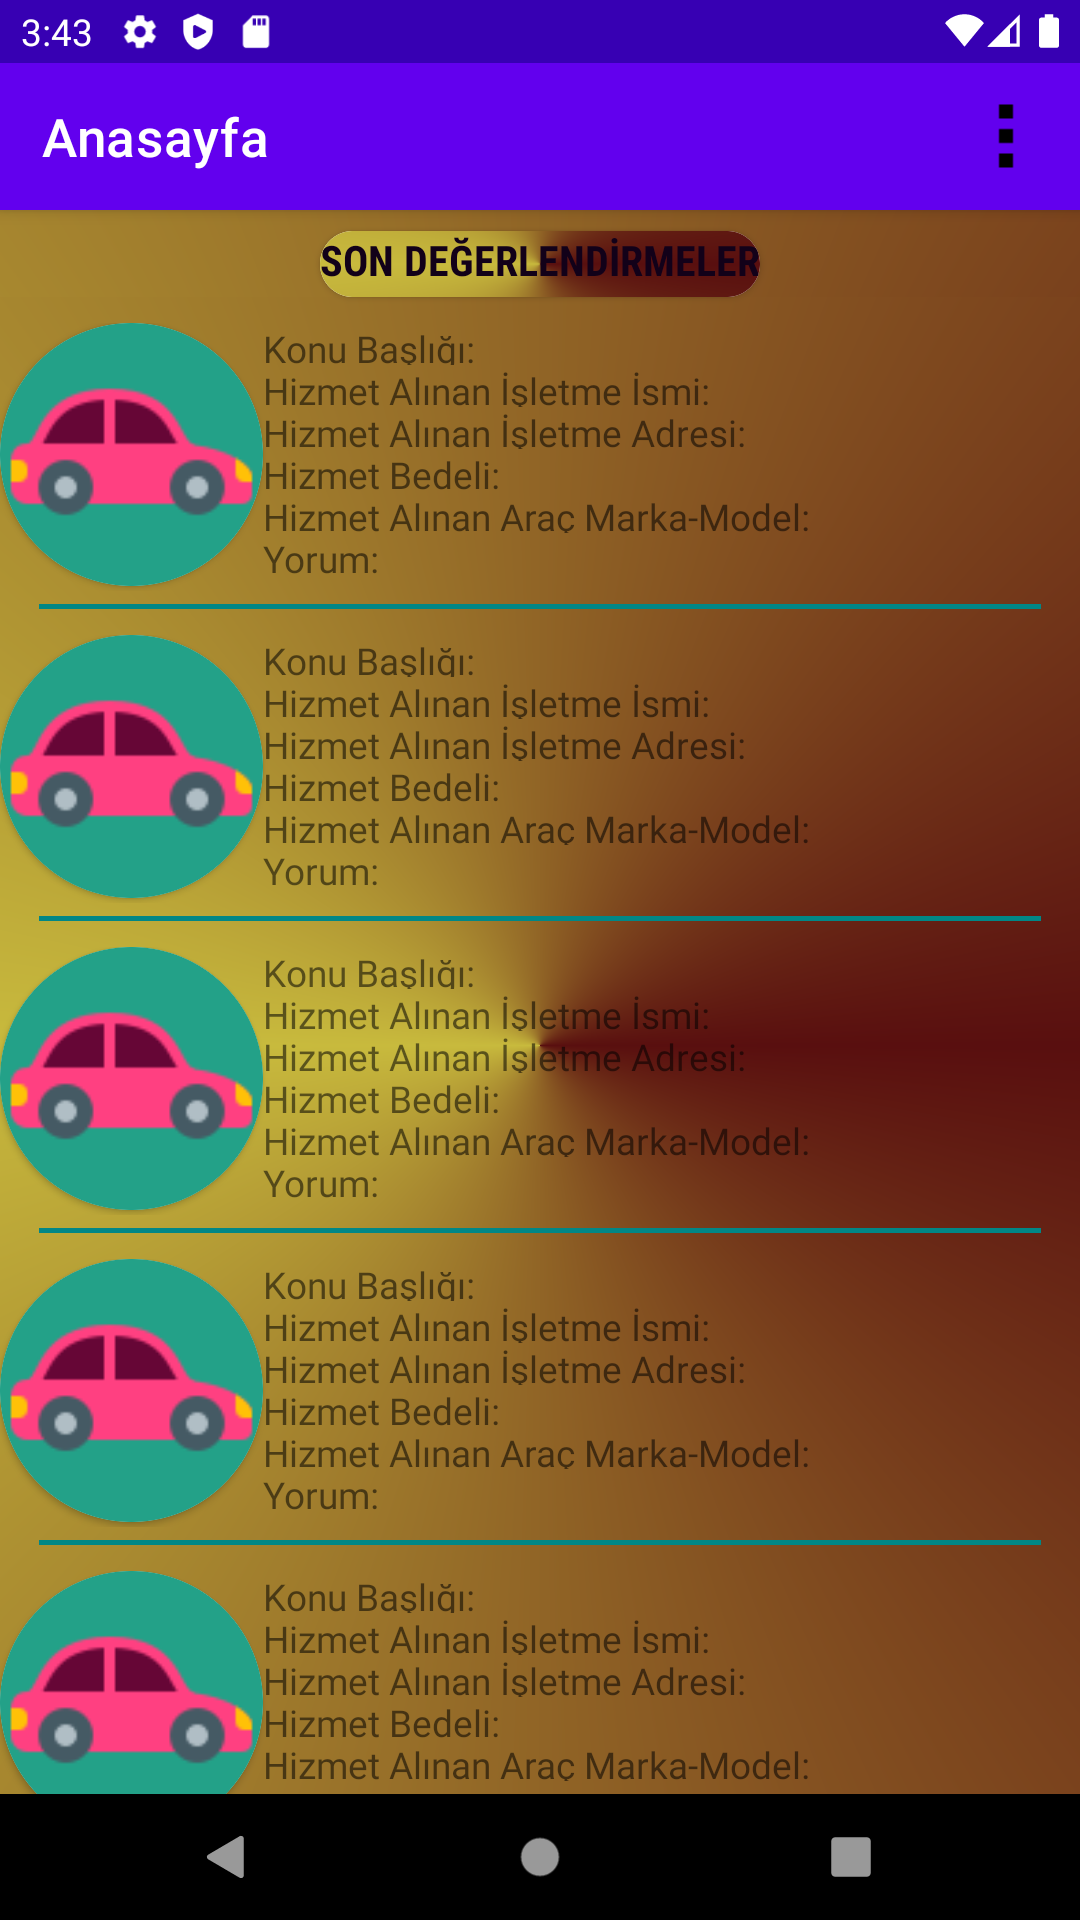 3:43
Anasayfa
SON DEĞERLENDİRMELER
Konu Başlığı:
Hizmet Alınan İşletme İsmi:
Hizmet Alınan İşletme Adresi:
Hizmet Bedeli:
Hizmet Alınan Araç Marka-Model:
Yorum:
Konu Başlığı:
Hizmet Alınan İşletme İsmi:
Hizmet Alınan İşletme Adresi:
Hizmet Bedeli:
Hizmet Alınan Araç Marka-Model:
Yorum:
Konu Başlığı:
Hizmet Alınan İşletme İsmi:
Hizmet Alınan İşletme Adresi:
Hizmet Bedeli:
Hizmet Alınan Araç Marka-Model:
Yorum:
Konu Başlığı:
Hizmet Alınan İşletme İsmi:
Hizmet Alınan İşletme Adresi:
Hizmet Bedeli:
Hizmet Alınan Araç Marka-Model:
Yorum:
Konu Başlığı:
Hizmet Alınan İşletme İsmi:
Hizmet Alınan İşletme Adresi:
Hizmet Bedeli:
Hizmet Alınan Araç Marka-Model: